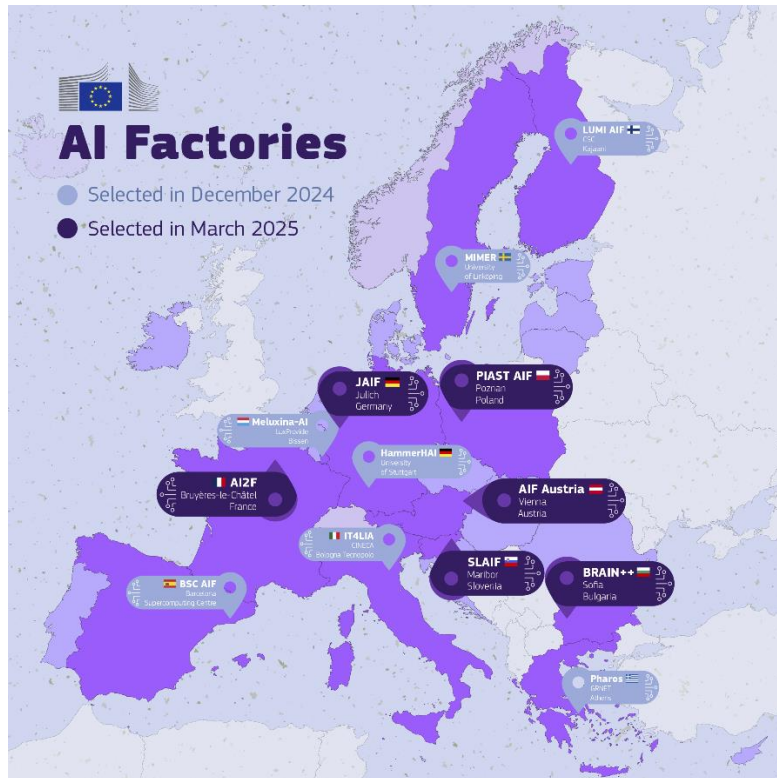 AI Factories
Selected in December 2024
Selected in March 2025
LUMI AIF
CSC
Kajaani
MIMER
University
of Linköping
JAIF
Julich
Germany
PIAST AIF
Poznan
Poland
Meluxina-AI
LuxProvide
Bissen
HammerHAI
University
of Stuttgart
AI2F
Bruyères-le-Châtel
France
AIF Austria
Vienna
Austria
IT4LIA
CINECA
Bologna Tecnopolo
SLAIF
Maribor
Slovenia
BRAIN++
Sofia
Bulgaria
BSC AIF
Barcelona
Supercomputing Centre
Pharos
GRNET
Athens